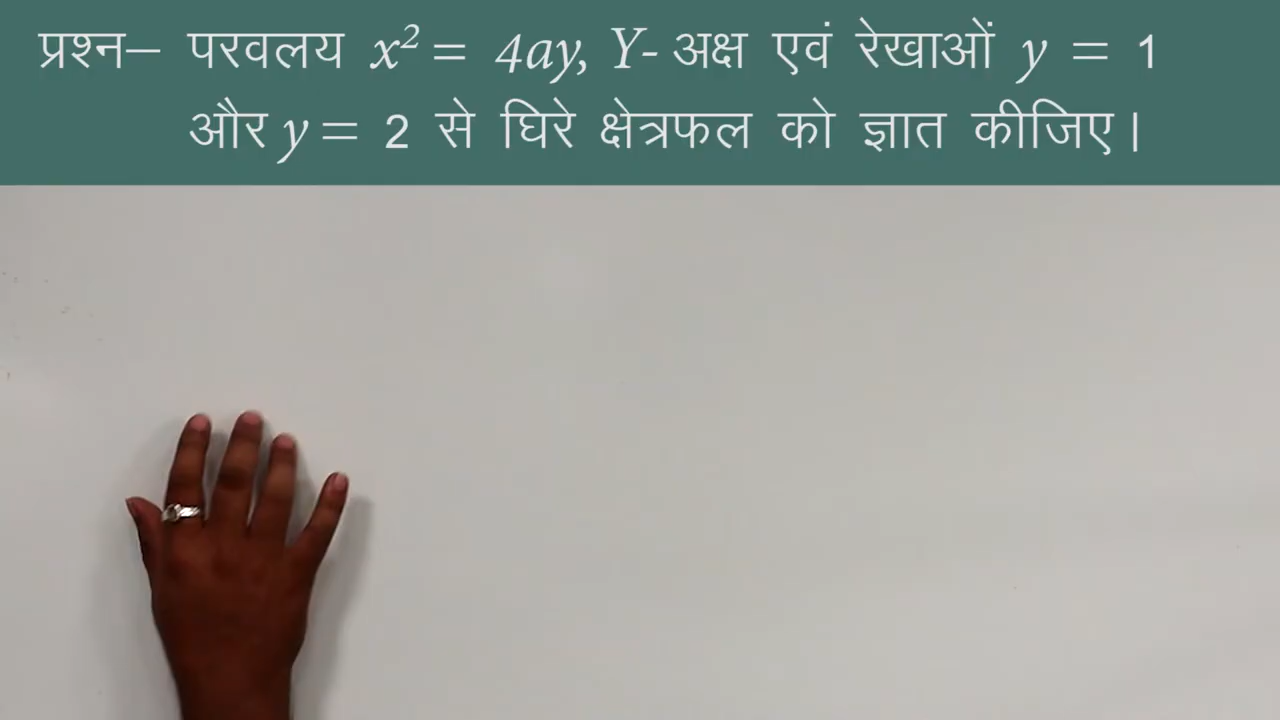 प्रश्न– परवलय x² = 4ay, Y- अक्ष एवं रेखाओं y = 1
और y = 2 से घिरे क्षेत्रफल को ज्ञात कीजिए |